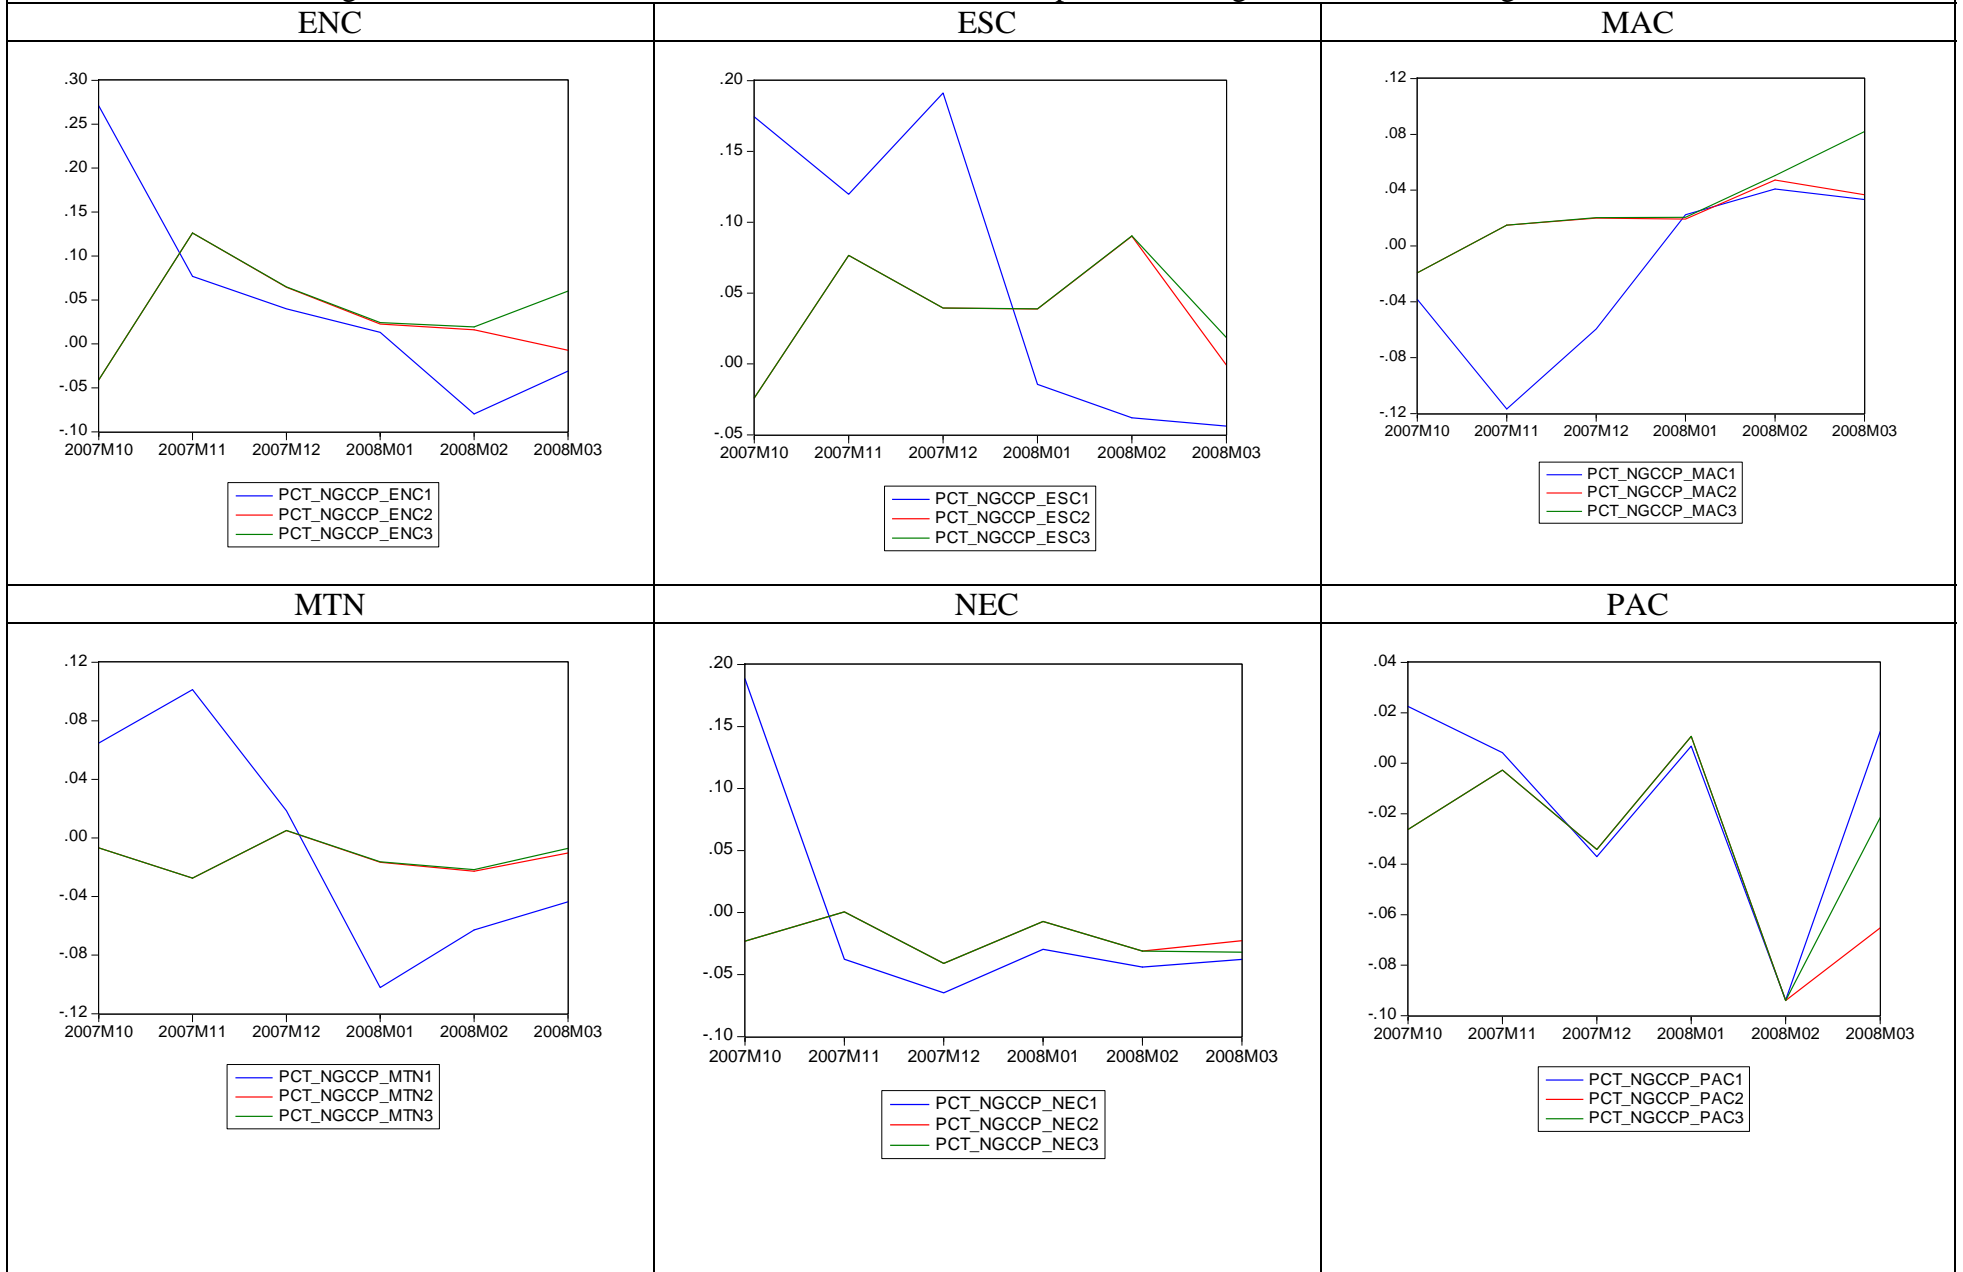 ENC
ESC
MAC
.30
.25
.20
.15
.10
.05
.00
-.05
-.10
2007M10 2007M11 2007M12 2008M01 2008M02 2008M03
PCT_NGCCP_ENC1
PCT_NGCCP_ENC2
PCT_NGCCP_ENC3
.20
.15
.10
.05
.00
-.05
2007M10 2007M11 2007M12 2008M01 2008M02 2008M03
PCT_NGCCP_ESC1
PCT_NGCCP_ESC2
PCT_NGCCP_ESC3
.12
.08
.04
.00
-.04
-.08
-.12
2007M10 2007M11 2007M12 2008M01 2008M02 2008M03
PCT_NGCCP_MAC1
PCT_NGCCP_MAC2
PCT_NGCCP_MAC3
MTN
NEC
PAC
.12
.08
.04
.00
-.04
-.08
-.12
2007M10 2007M11 2007M12 2008M01 2008M02 2008M03
PCT_NGCCP_MTN1
PCT_NGCCP_MTN2
PCT_NGCCP_MTN3
.20
.15
.10
.05
.00
-.05
-.10
2007M10 2007M11 2007M12 2008M01 2008M02 2008M03
PCT_NGCCP_NEC1
PCT_NGCCP_NEC2
PCT_NGCCP_NEC3
.04
.02
.00
-.02
-.04
-.06
-.08
-.10
2007M10 2007M11 2007M12 2008M01 2008M02 2008M03
PCT_NGCCP_PAC1
PCT_NGCCP_PAC2
PCT_NGCCP_PAC3